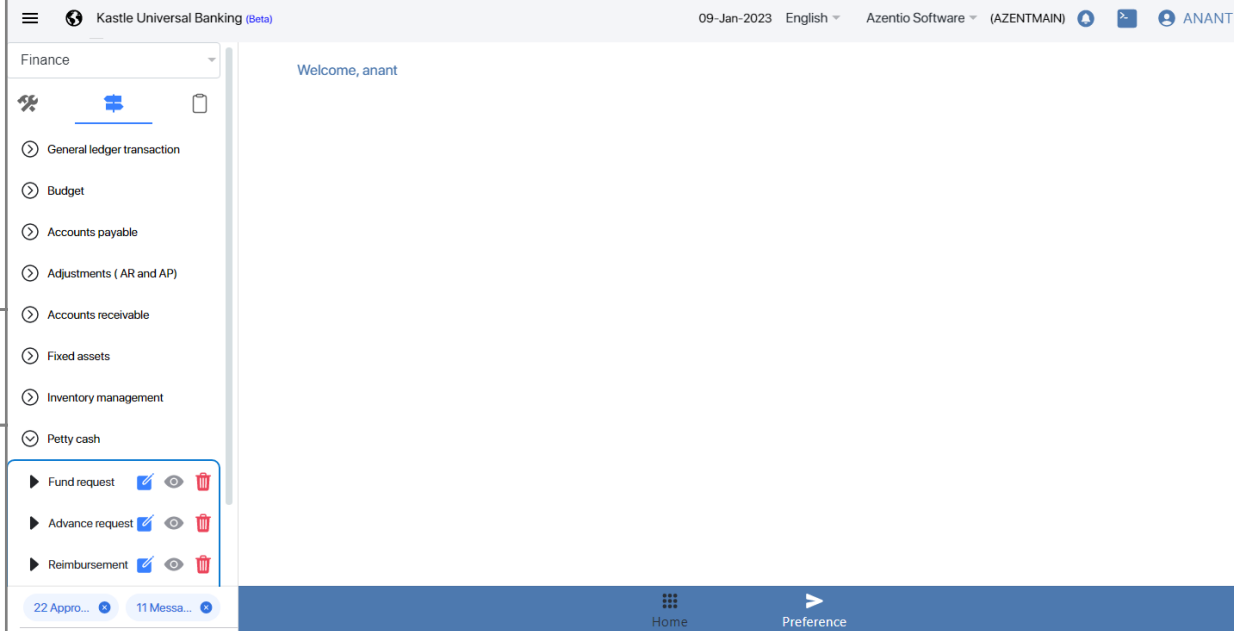 Kastle Universal Banking (Beta)
09-Jan-2023 English Azentio Software (AZENTMAIN) ANANT
Finance
Welcome, anant
General ledger transaction
Budget
Accounts payable
Adjustments ( AR and AP)
Accounts receivable
Fixed assets
Inventory management
Petty cash
Fund request
Advance request
Reimbursement
22 Appro... 11 Messa...
Home Preference